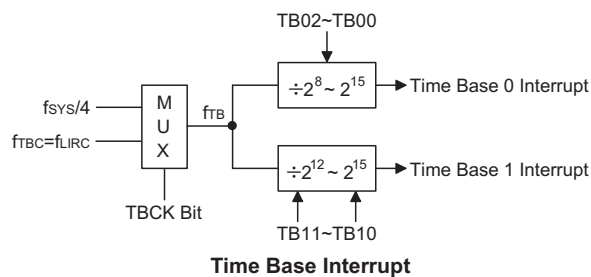 TB02~TB00
÷2^8 ~ 2^15
Time Base 0 Interrupt
fSYS/4
M
U
X
fTB
fTBC=fLIRC
÷2^12 ~ 2^15
Time Base 1 Interrupt
TBCK Bit
TB11~TB10
Time Base Interrupt